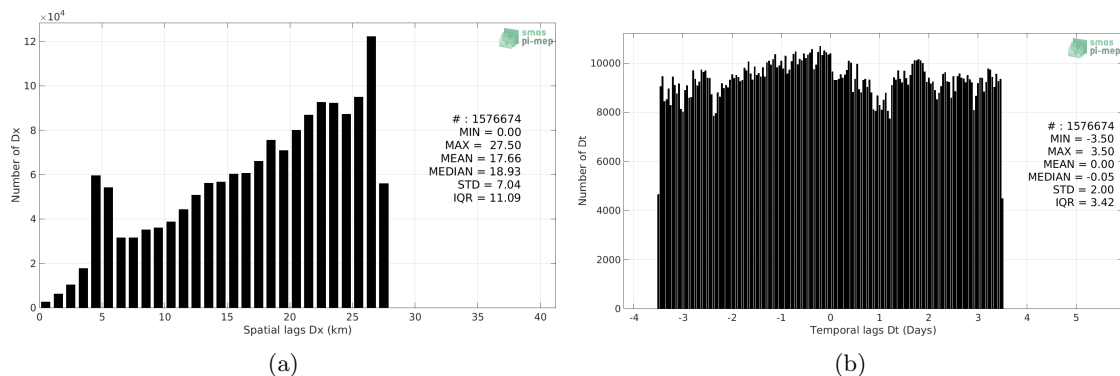 ×10⁴
12
10
8
6
4
2
0
0 5 10 15 20 25 30 35 40
Number of Dx
Spatial lags Dx (km)
smos
pi-mep
# : 1576674
MIN = 0.00
MAX = 27.50
MEAN = 17.66
MEDIAN = 18.93
STD = 7.04
IQR = 11.09
(a)
10000
8000
6000
4000
2000
0
-4 -3 -2 -1 0 1 2 3 4 5
Number of Dt
Temporal lags Dt (Days)
smos
pi-mep
# : 1576674
MIN = -3.50
MAX = 3.50
MEAN = 0.00
MEDIAN = -0.05
STD = 2.00
IQR = 3.42
(b)